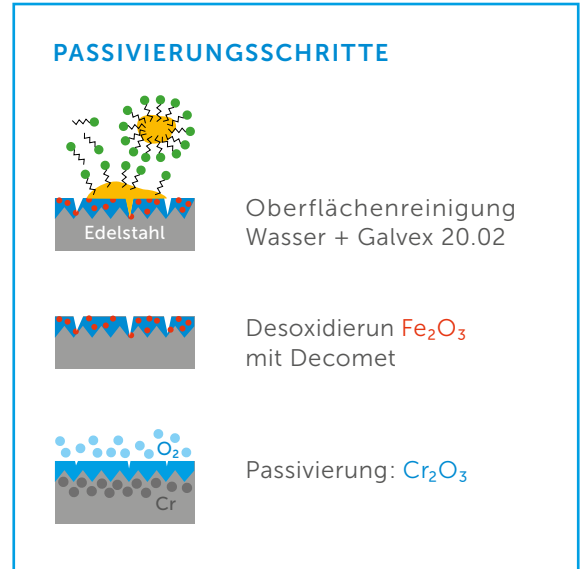 PASSIVIERUNGSSCHRITTE
Edelstahl
Oberflächenreinigung
Wasser + Galvex 20.02
Desoxidierun Fe₂O₃
mit Decomet
O₂
Cr
Passivierung: Cr₂O₃